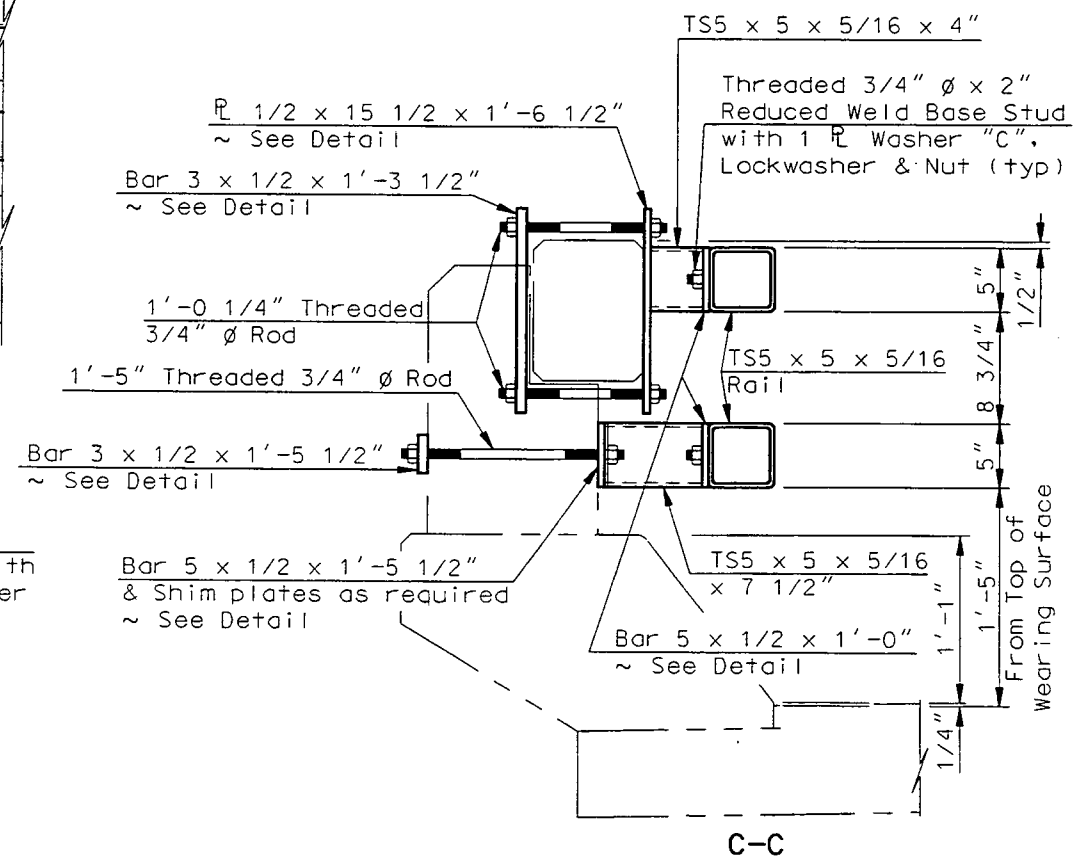 TS5 x 5 x 5/16 x 4"
Threaded 3/4" ø x 2"
Reduced Weld Base Stud
with 1 ℙL Washer "C",
Lockwasher & Nut (typ)
ℙL 1/2 x 15 1/2 x 1'-6 1/2"
~ See Detail
Bar 3 x 1/2 x 1'-3 1/2"
~ See Detail
1'-0 1/4" Threaded
3/4" ø Rod
1'-5" Threaded 3/4" ø Rod
Bar 3 x 1/2 x 1'-5 1/2"
~ See Detail
5"
1/2"
8 3/4"
TS5 x 5 x 5/16
Rail
5"
th
er
Bar 5 x 1/2 x 1'-5 1/2"
& Shim plates as required
~ See Detail
TS5 x 5 x 5/16
x 7 1/2"
Bar 5 x 1/2 x 1'-0"
~ See Detail
1'-1"
1'-5"
From Top of
Wearing Surface
1/4"
C-C